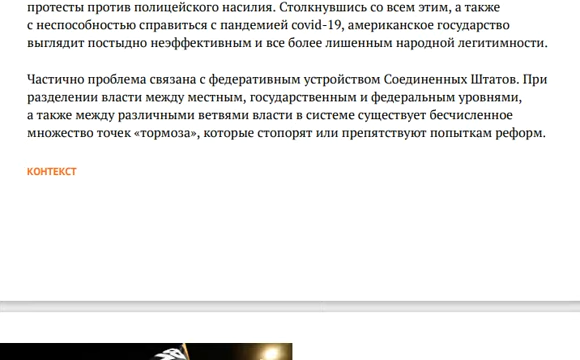 протесты против полицейского насилия. Столкнувшись со всем этим, а также
с неспособностью справиться с пандемией covid-19, американское государство
выглядит постыдно неэффективным и все более лишенным народной легитимности.
Частично проблема связана с федеративным устройством Соединенных Штатов. При
разделении власти между местным, государственным и федеральным уровнями,
а также между различными ветвями власти в системе существует бесчисленное
множество точек «тормоза», которые стопорят или препятствуют попыткам реформ.
КОНТЕКСТ